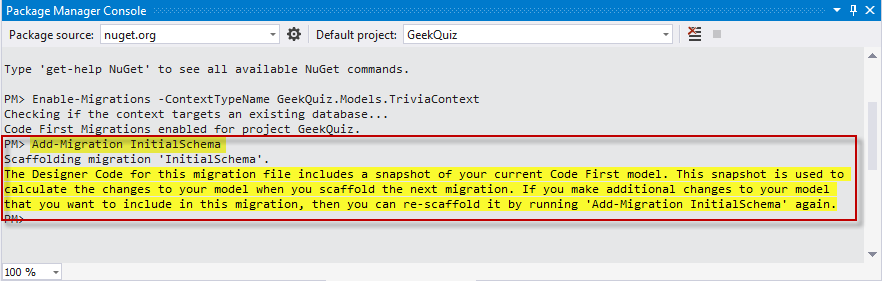 Package Manager Console
Package source: nuget.org Default project: GeekQuiz
Type 'get-help NuGet' to see all available NuGet commands.
PM> Enable-Migrations -ContextTypeName GeekQuiz.Models.TriviaContext
Checking if the context targets an existing database...
Code First Migrations enabled for project GeekQuiz.
PM> Add-Migration InitialSchema
Scaffolding migration 'InitialSchema'.
The Designer Code for this migration file includes a snapshot of your current Code First model. This snapshot is used to
calculate the changes to your model when you scaffold the next migration. If you make additional changes to your model
that you want to include in this migration, then you can re-scaffold it by running 'Add-Migration InitialSchema' again.
PM>
100 %